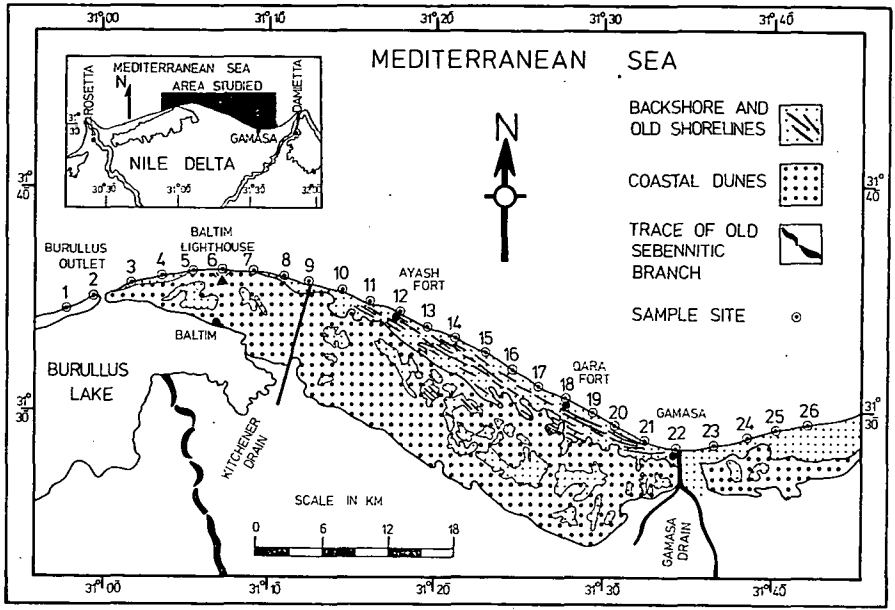 31° 00
31° 10
31° 20
31° 30
31° 40
MEDITERRANEAN SEA
MEDITERRANEAN SEA
AREA STUDIED
N
ROSETTA
DAMIETTA
GAMASA
NILE DELTA
31°
30° 30
31° 05
31° 35
32° 00
N
BACKSHORE AND
OLD SHORELINES
COASTAL DUNES
TRACE OF OLD
SEBENNITIC
BRANCH
SAMPLE SITE
31°
40
31°
40
BURULLUS
OUTLET
BALTIM
LIGHTHOUSE
AYASH
FORT
QARA
FORT
GAMASA
1
2
3
4
5
6
7
8
9
10
11
12
13
14
15
16
17
18
19
20
21
22
23
24
25
26
BALTIM
BURULLUS
LAKE
31°
30
31°
30
KITCHENER
DRAIN
GAMASA
DRAIN
SCALE IN KM
0 6 12 18
31° 00
31° 10
31° 20
31° 30
31° 45